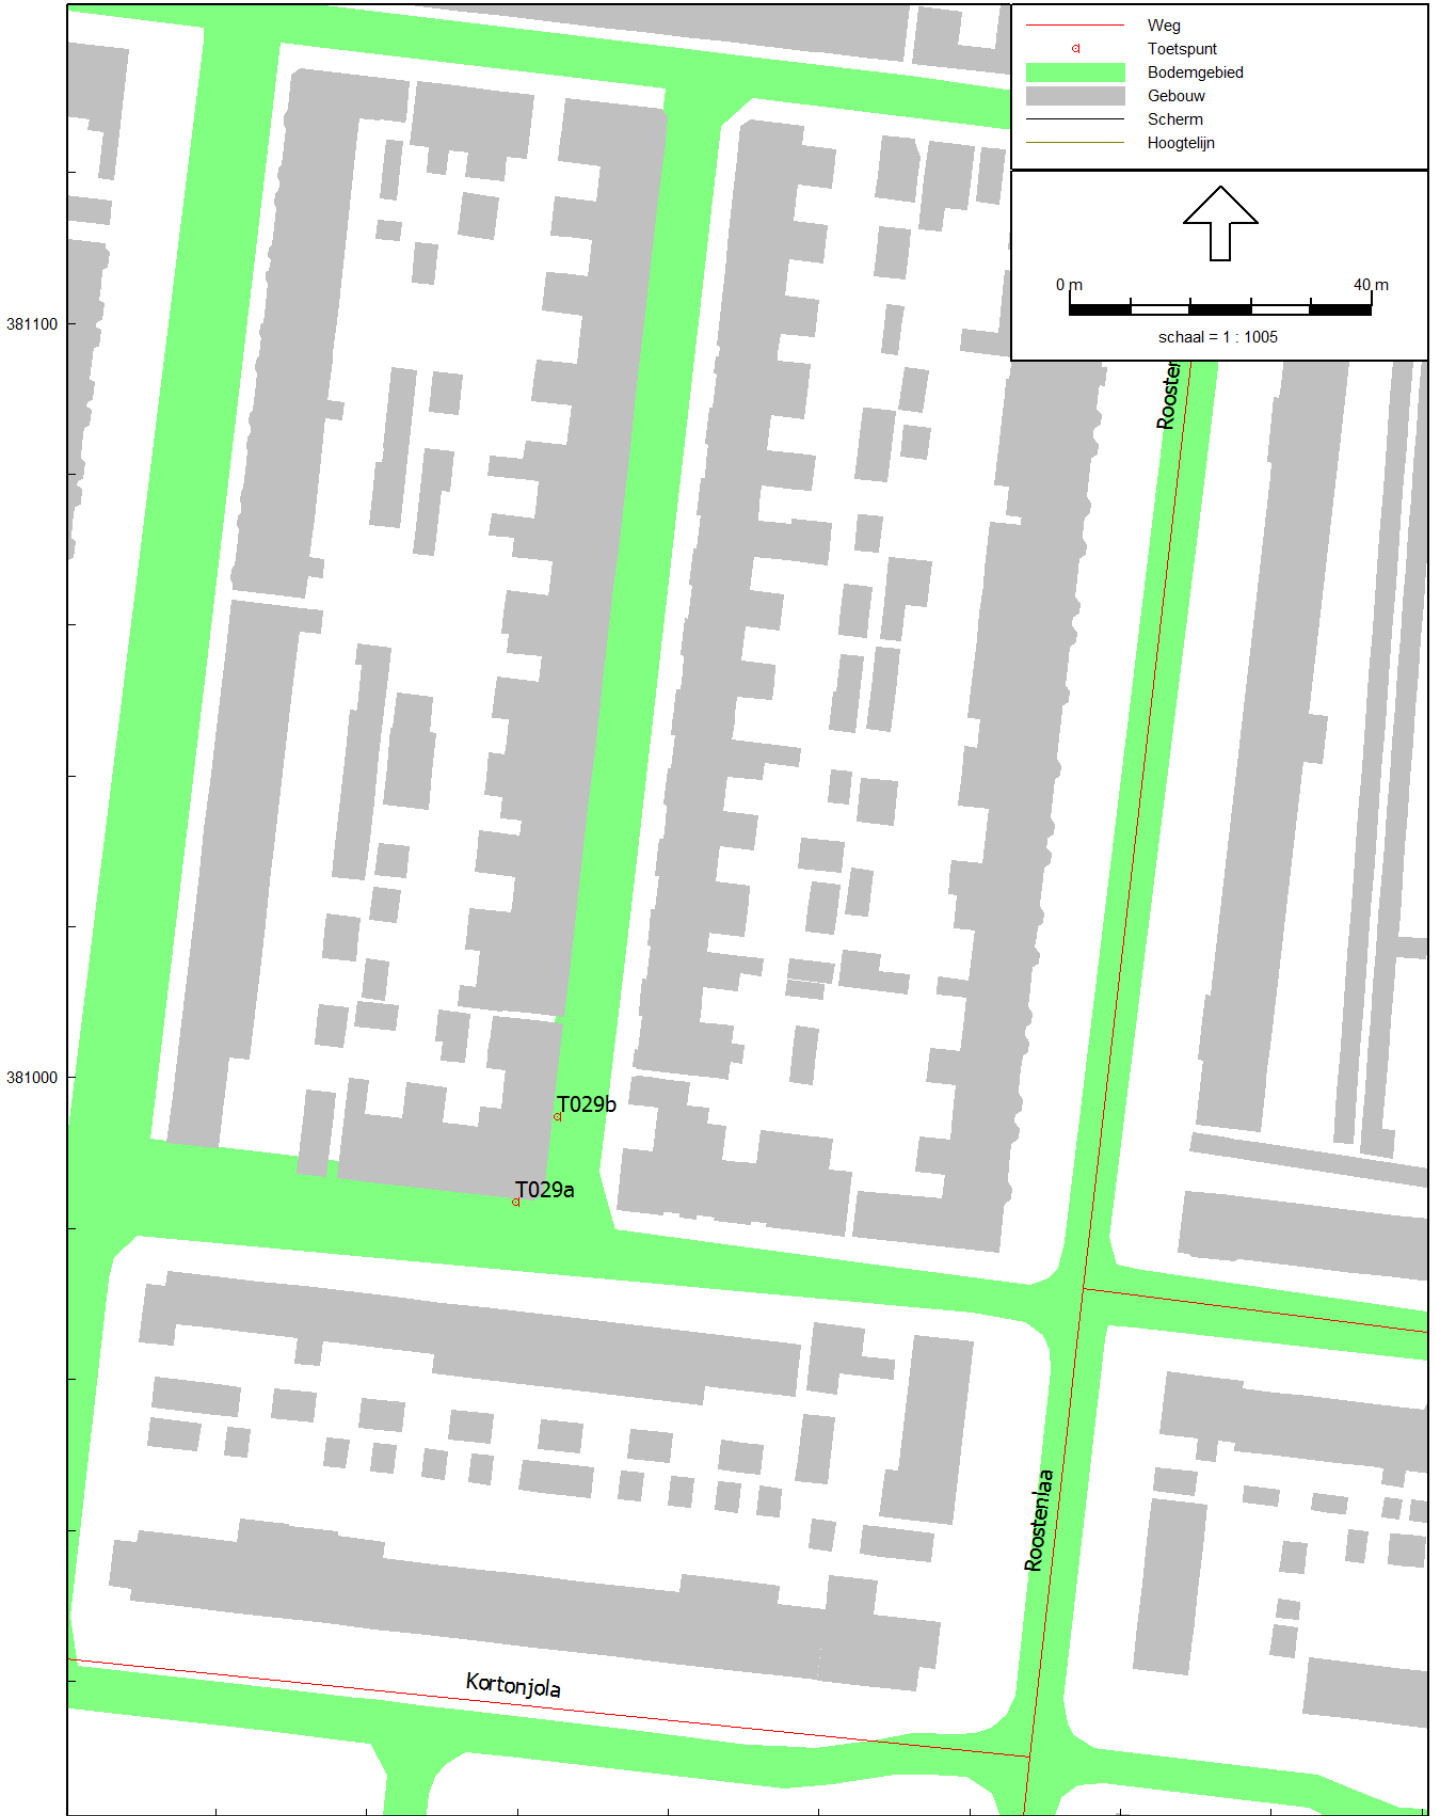 Weg
Toetspunt
Bodemgebied
Gebouw
Scherm
Hoogtelijn
0 m 40 m
schaal = 1 : 1005
381100
Rooster
381000
T029b
T029a
Roostenlaa
Kortonjola